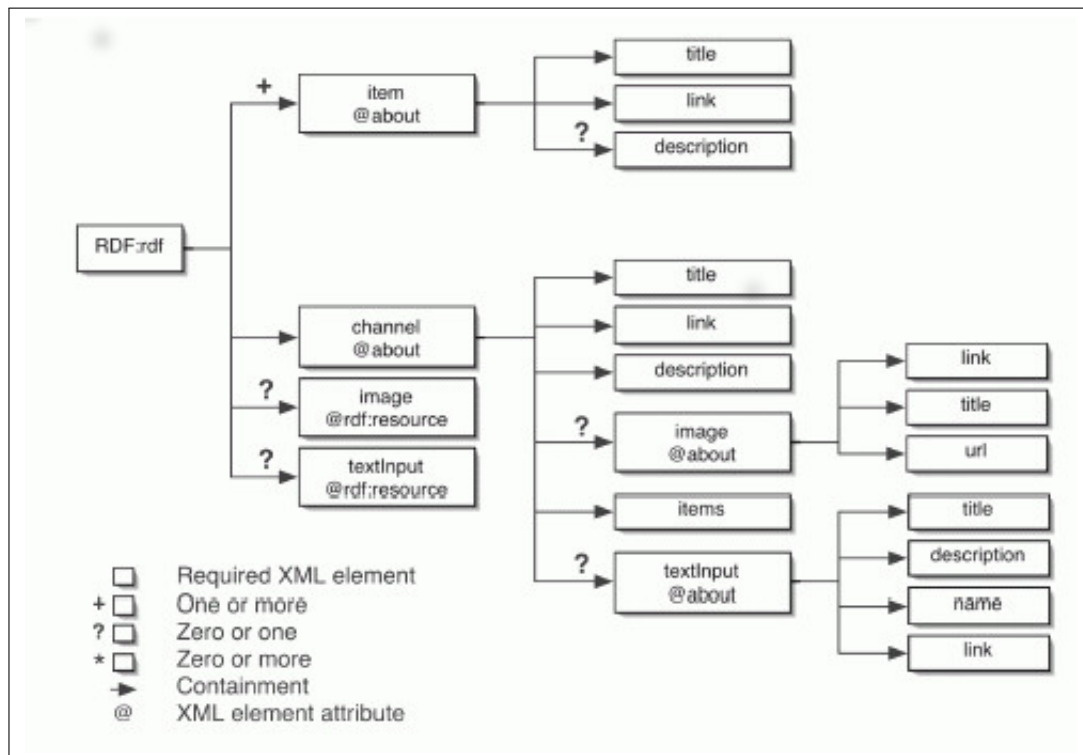 +
item
@about
title
link
?
description
RDF:rdf
channel
@about
title
link
description
?
image
@rdf:resource
?
textInput
@rdf:resource
?
image
@about
link
title
url
items
?
textInput
@about
title
description
name
link
Required XML element
+ One or more
? Zero or one
* Zero or more
Containment
@ XML element attribute